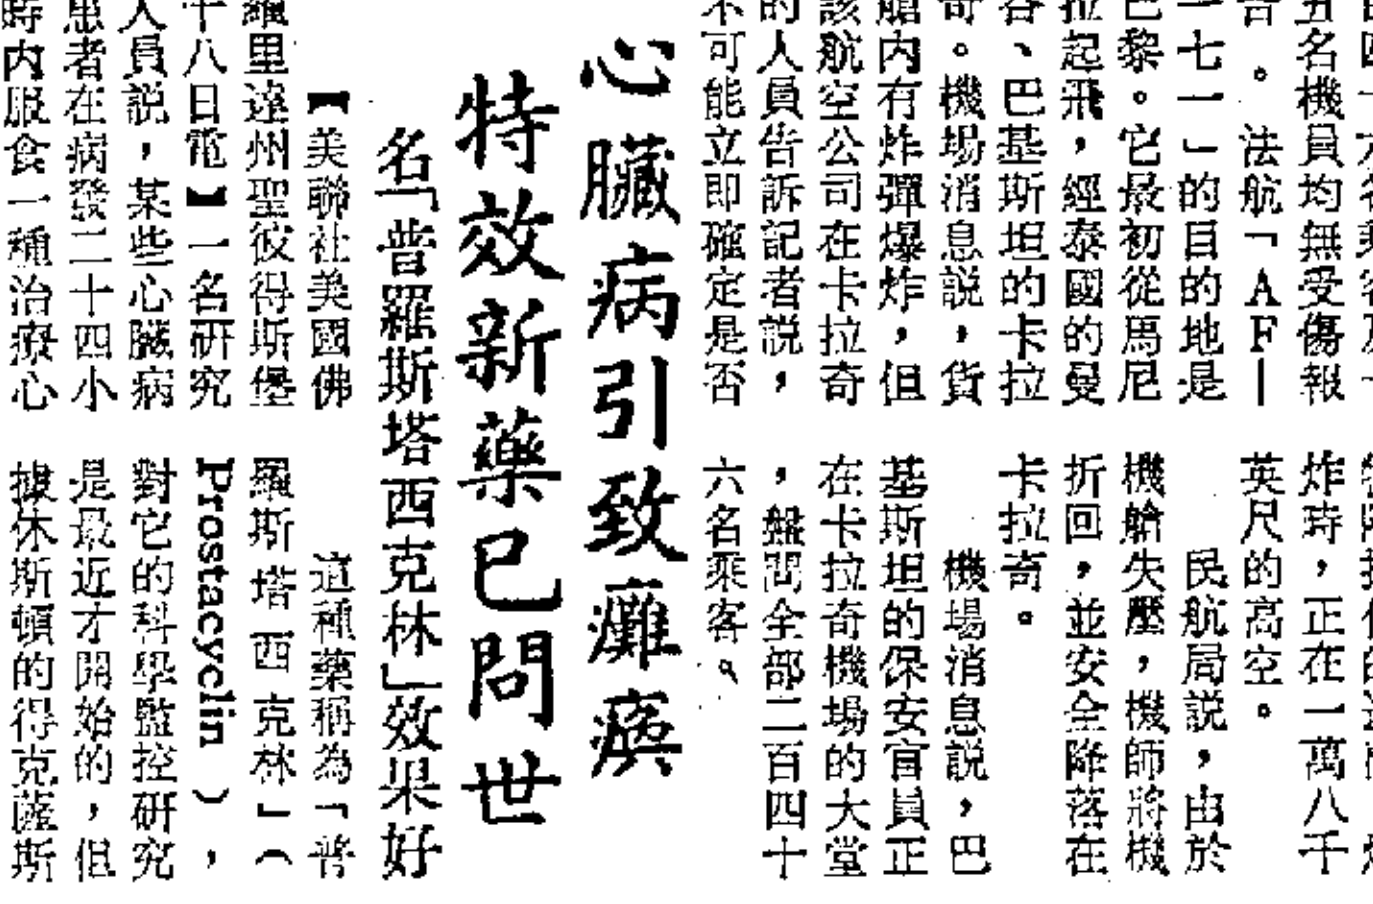 五名機員均無受傷報
告。法航「AF—
七一」的目的地是
巴黎。它最初從馬尼
拉起飛，經泰國的曼
谷、巴基斯坦的卡拉
奇。機場消息説，貨
艙内有炸彈爆炸，但
該航空公司在卡拉奇
的人員告訴記者説，
不可能立即確定是否
炸時，正在一萬八千
英尺的高空。
民航局説，由於
機艙失壓，機師將機
折回，並安全降落在
卡拉奇。
機場消息説，巴
基斯坦的保安官員正
在卡拉奇機場的大堂
，盤問全部二百四十
六名乘客。
心臟病引致癱瘓
特效新藥已問世
名「普羅斯塔西克林」效果好
【美聯社美國佛
羅里達州聖彼得斯堡
十八日電】一名研究
人員説，某些心臟病
患者在病發二十四小
時内服食一種治療心
這種藥稱為「普
羅斯塔西克林」（
Prostacyclin ），
對它的科學監控研究
是最近才開始的，但
據休斯頓的得克薩斯